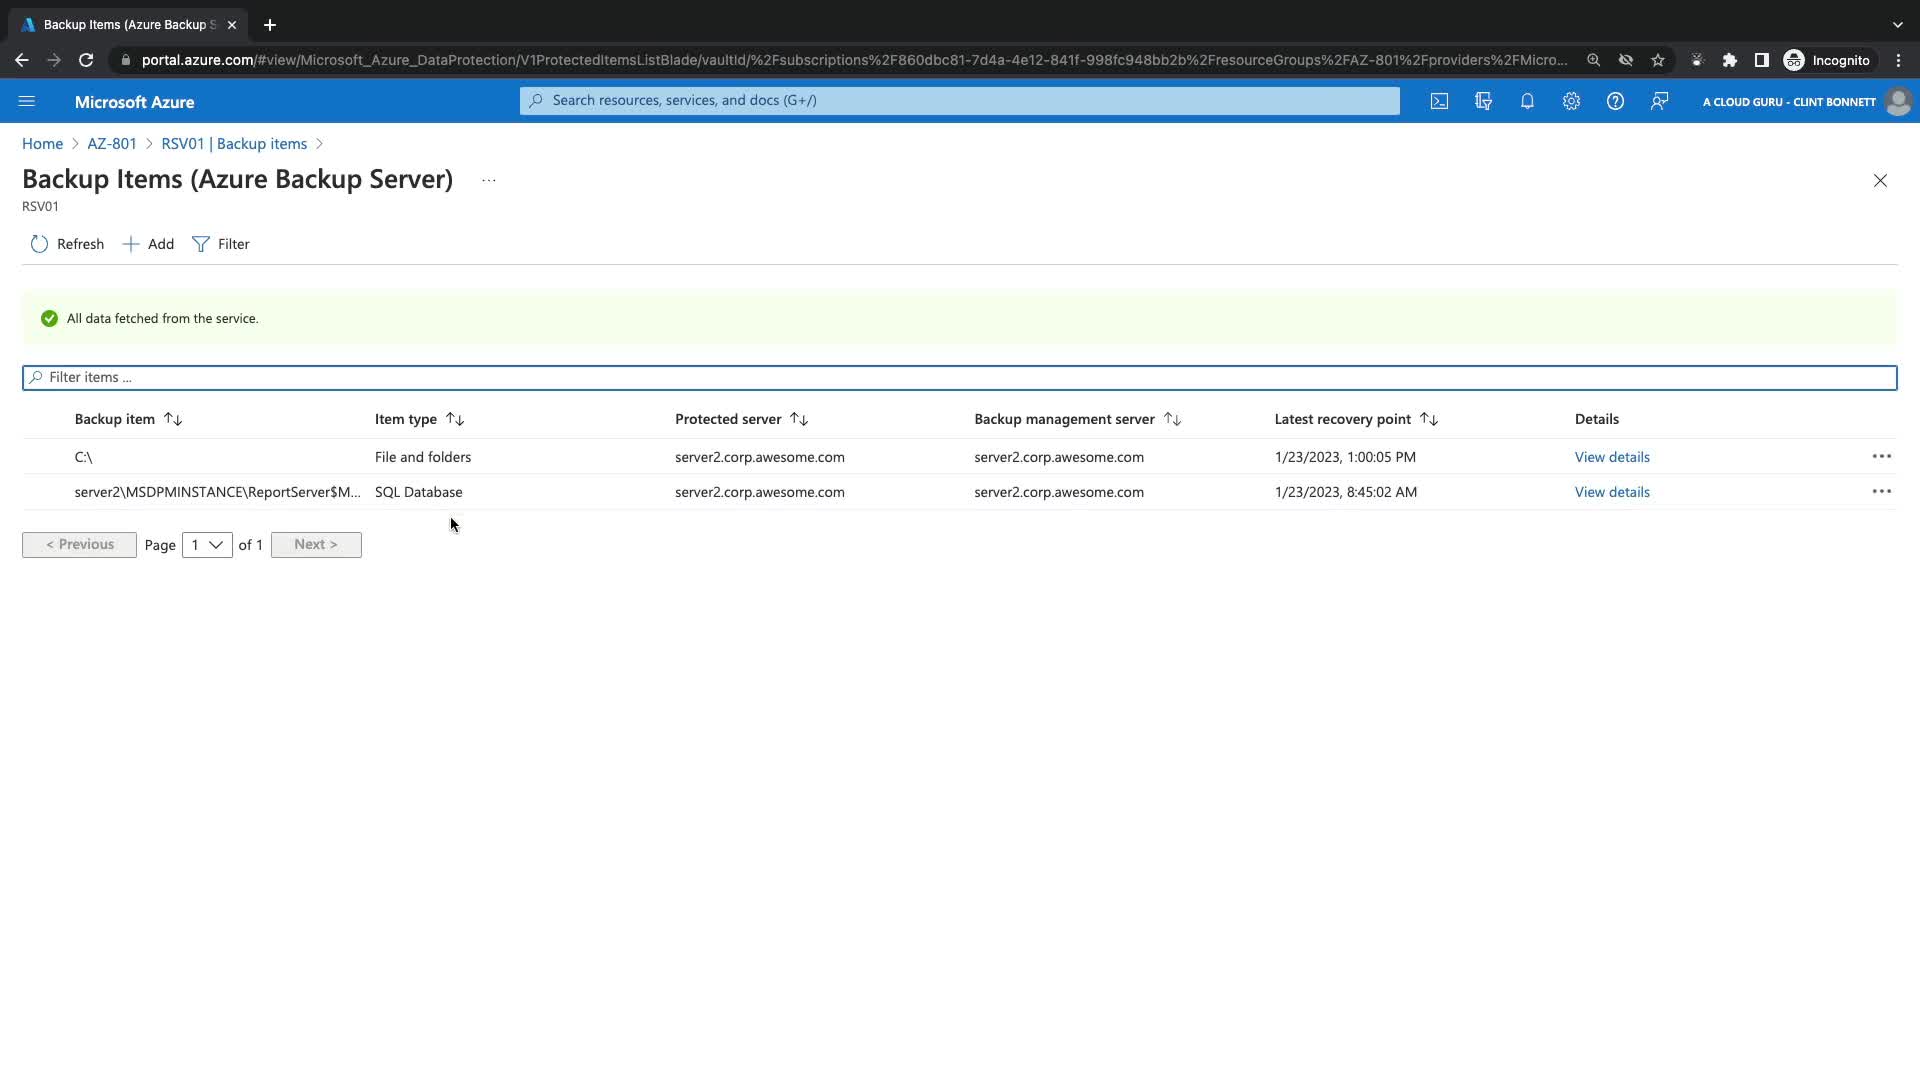 Backup Items (Azure Backup S
portal.azure.com/#view/Microsoft_Azure_DataProtection/V1ProtectedItemsListBlade/vaultId/%2Fsubscriptions%2F860dbc81-7d4a-4e12-841f-998fc948bb2b%2FresourceGroups%2FAZ-801%2Fproviders%2FMicro...
Incognito
Microsoft Azure
Search resources, services, and docs (G+/)
A CLOUD GURU - CLINT BONNETT
Home > AZ-801 > RSV01 | Backup items >
Backup Items (Azure Backup Server) ...
RSV01
Refresh + Add Filter
All data fetched from the service.
Filter items ...
Backup item Item type Protected server Backup management server Latest recovery point Details
C:\ File and folders server2.corp.awesome.com server2.corp.awesome.com 1/23/2023, 1:00:05 PM View details ...
server2\MSDPMINSTANCE\ReportServer$M... SQL Database server2.corp.awesome.com server2.corp.awesome.com 1/23/2023, 8:45:02 AM View details ...
< Previous Page 1 of 1 Next >